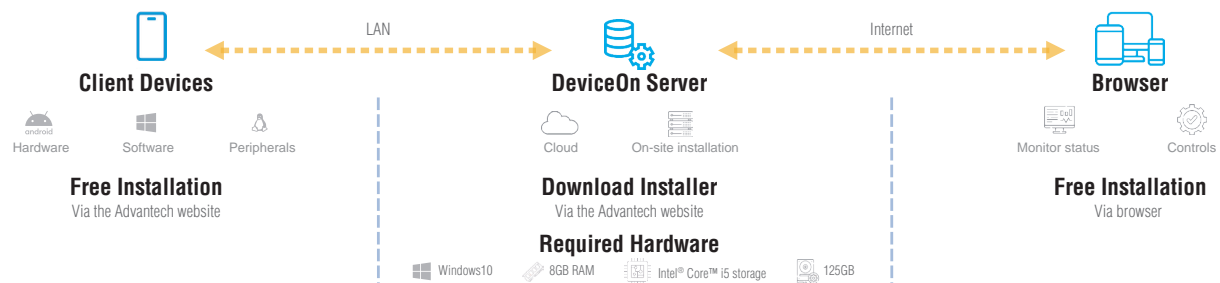 LAN
Internet
Client Devices
DeviceOn Server
Browser
android
Hardware
Software
Peripherals
Cloud
On-site installation
Monitor status
Controls
Free Installation
Via the Advantech website
Download Installer
Via the Advantech website
Free Installation
Via browser
Required Hardware
Windows10
8GB RAM
Intel® Core™ i5 storage
125GB